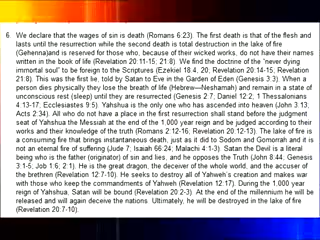 6. We declare that the wages of sin is death (Romans 6:23). The first death is of the flesh and
lasts until the resurrection while the second death is total destruction in the lake of fire
(Gehenna)and is reserved for those who, because of their wicked works, do not have their names
written in the book of life (Revelation 20:11-15; 21:8). We find the doctrine of "never dying
immortal soul" to be foreign to the Scriptures (Ezekiel 18:4, 20; Revelation 20:14-15, Revelation
21:8). This was the first lie, told by Satan to Eve in the Garden of Eden (Genesis 3:3). When a
person dies physically they lose the breath of life (Hebrew—Neshamah) and remain in a state of
unconscious rest (sleep) until they are resurrected (Genesis 2:7; Daniel 12:2; 1 Thessalonians
4:13-17; Ecclesiastes 9:5). Yahshua is the only one who has ascended into heaven (John 3:13;
Acts 2:34). All who do not have a place in the first resurrection shall stand before the judgment
seat of Yahshua the Messiah at the end of the 1,000 year reign and be judged according to their
works and their knowledge of the truth (Romans 2:12-16; Revelation 20:12-13). The lake of fire is
a consuming fire that brings instantaneous death, just as it did to Sodom and Gomorrah and it is
not an eternal fire of suffering (Jude 7; Isaiah 66:24; Malachi 4:1-3). Satan the Devil is a literal
being who is the father (originator) of sin and lies, and he opposes the Truth (John 8:44, Genesis
3:1-5; Job 1:6; 2:1). He is the great dragon, the deceiver of the whole world, and the accuser of
the brethren (Revelation 12:7-10). He seeks to destroy all of Yahweh's creation and makes war
with those who keep the commandments of Yahweh (Revelation 12:17). During the 1,000 year
reign of Yahshua, Satan will be bound (Revelation 20:2-3). At the end of the millennium he will be
released and will again deceive the nations. Ultimately, he will be destroyed in the lake of fire
(Revelation 20:7-10).